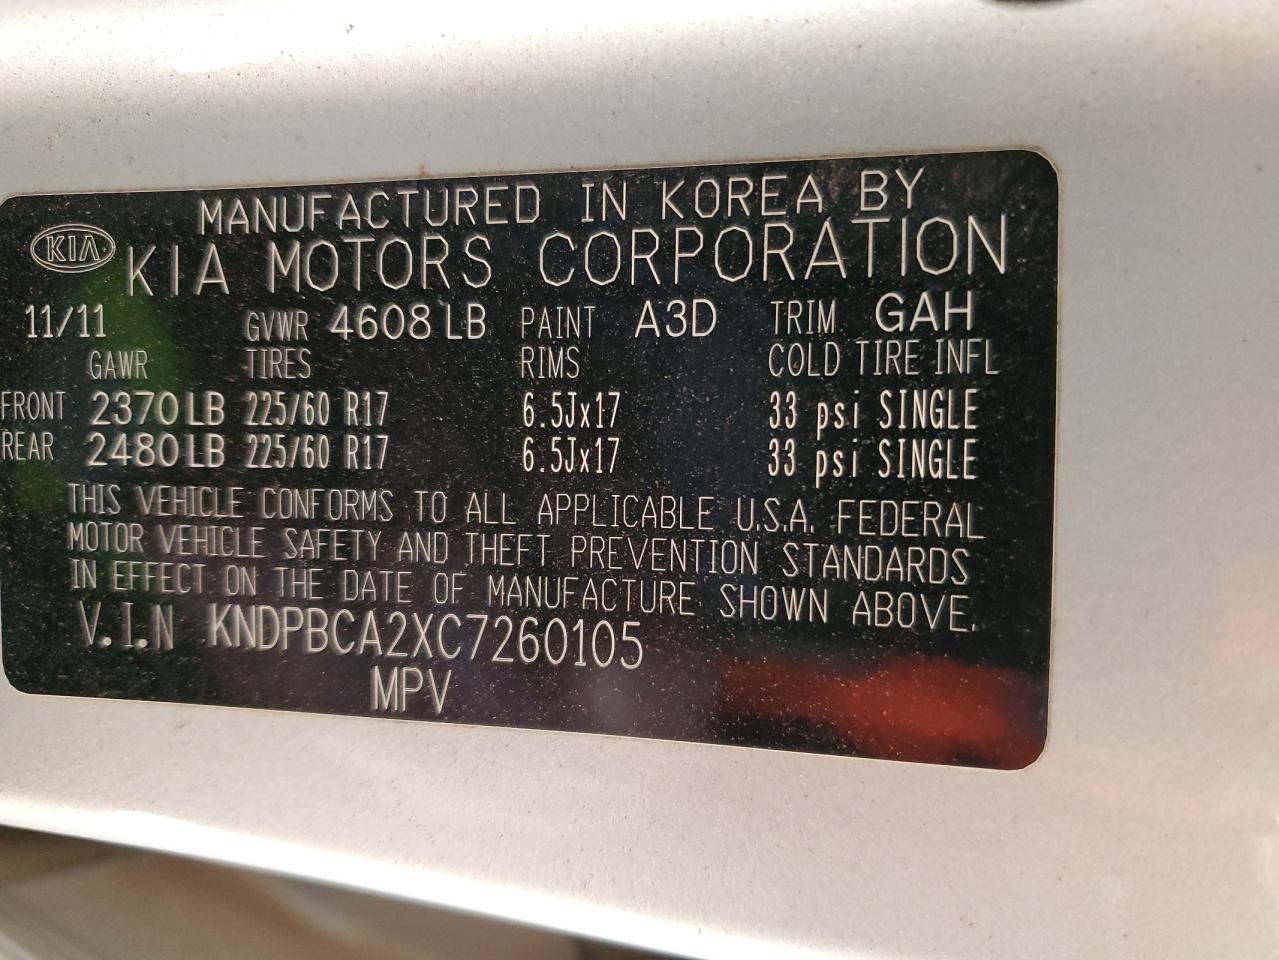 MANUFACTURED IN KOREA BY
KIA KIA MOTORS CORPORATION
11/11 GVWR 4608 LB PAINT A3D TRIM GAH
GAWR TIRES RIMS COLD TIRE INFL
FRONT 2370 LB 225/60 R17 6.5Jx17 33 psi SINGLE
REAR 2480 LB 225/60 R17 6.5Jx17 33 psi SINGLE
THIS VEHICLE CONFORMS TO ALL APPLICABLE U.S.A. FEDERAL
MOTOR VEHICLE SAFETY AND THEFT PREVENTION STANDARDS
IN EFFECT ON THE DATE OF MANUFACTURE SHOWN ABOVE.
V.I.N KNDPBCA2XC7260105
MPV